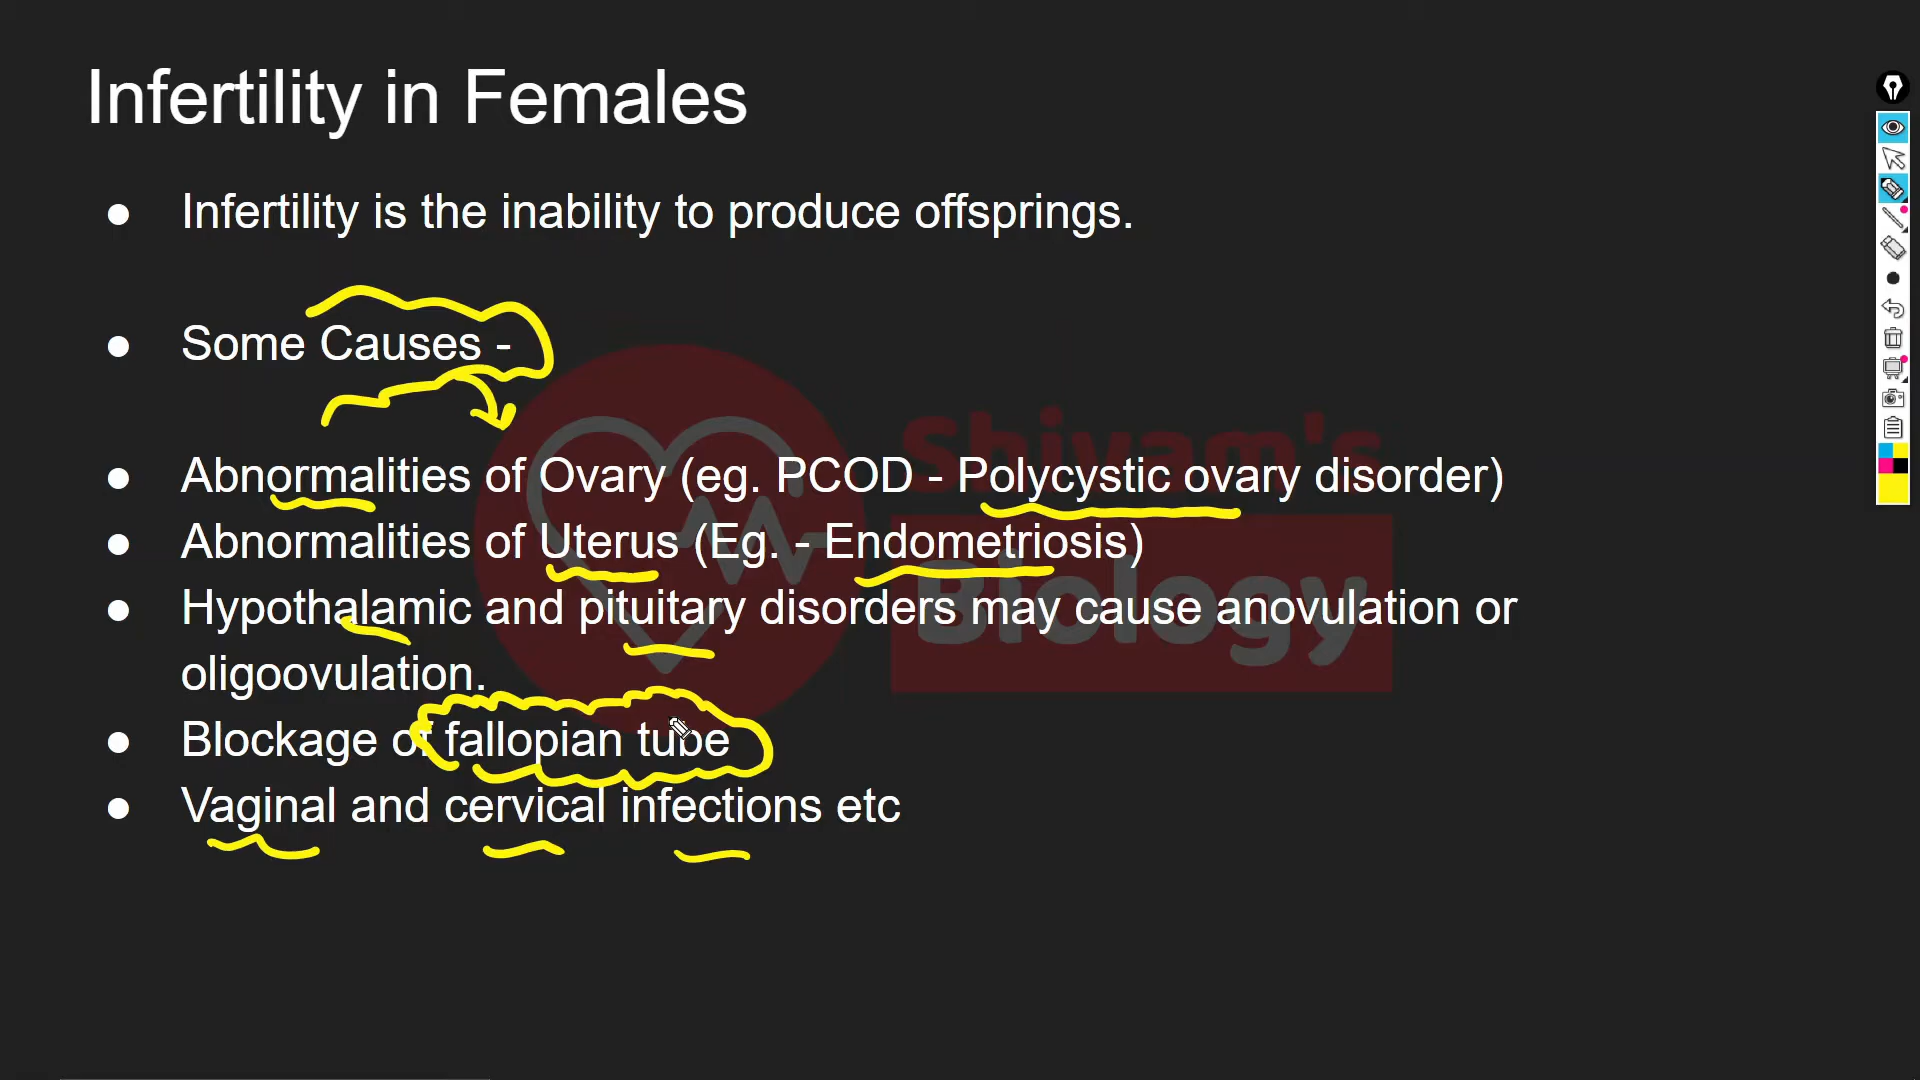 Infertility in Females
● Infertility is the inability to produce offsprings.
● Some Causes -
● Abnormalities of Ovary (eg. PCOD - Polycystic ovary disorder)
● Abnormalities of Uterus (Eg. - Endometriosis)
● Hypothalamic and pituitary disorders may cause anovulation or
oligoovulation.
● Blockage of fallopian tube
● Vaginal and cervical infections etc
Shivam's
Biology